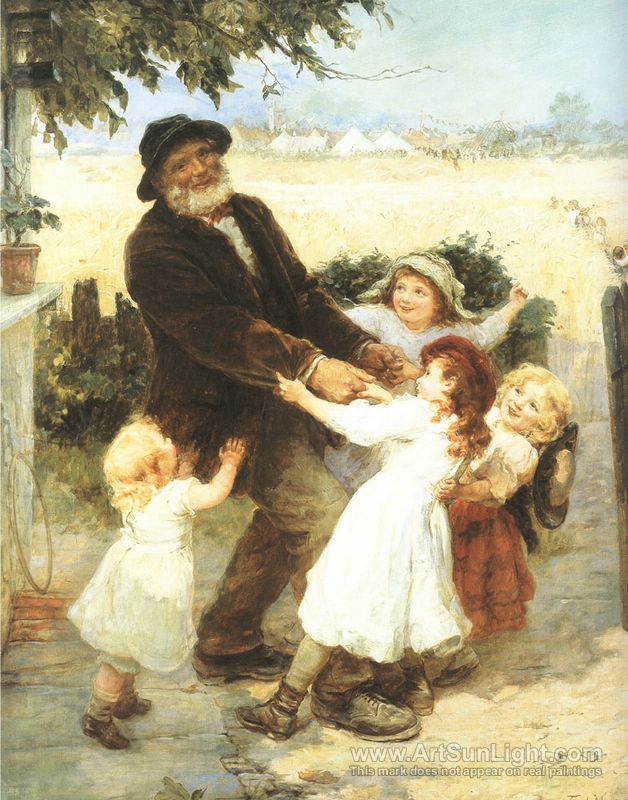 www.ArtSunLight.com
This mark does not appear on real paintings